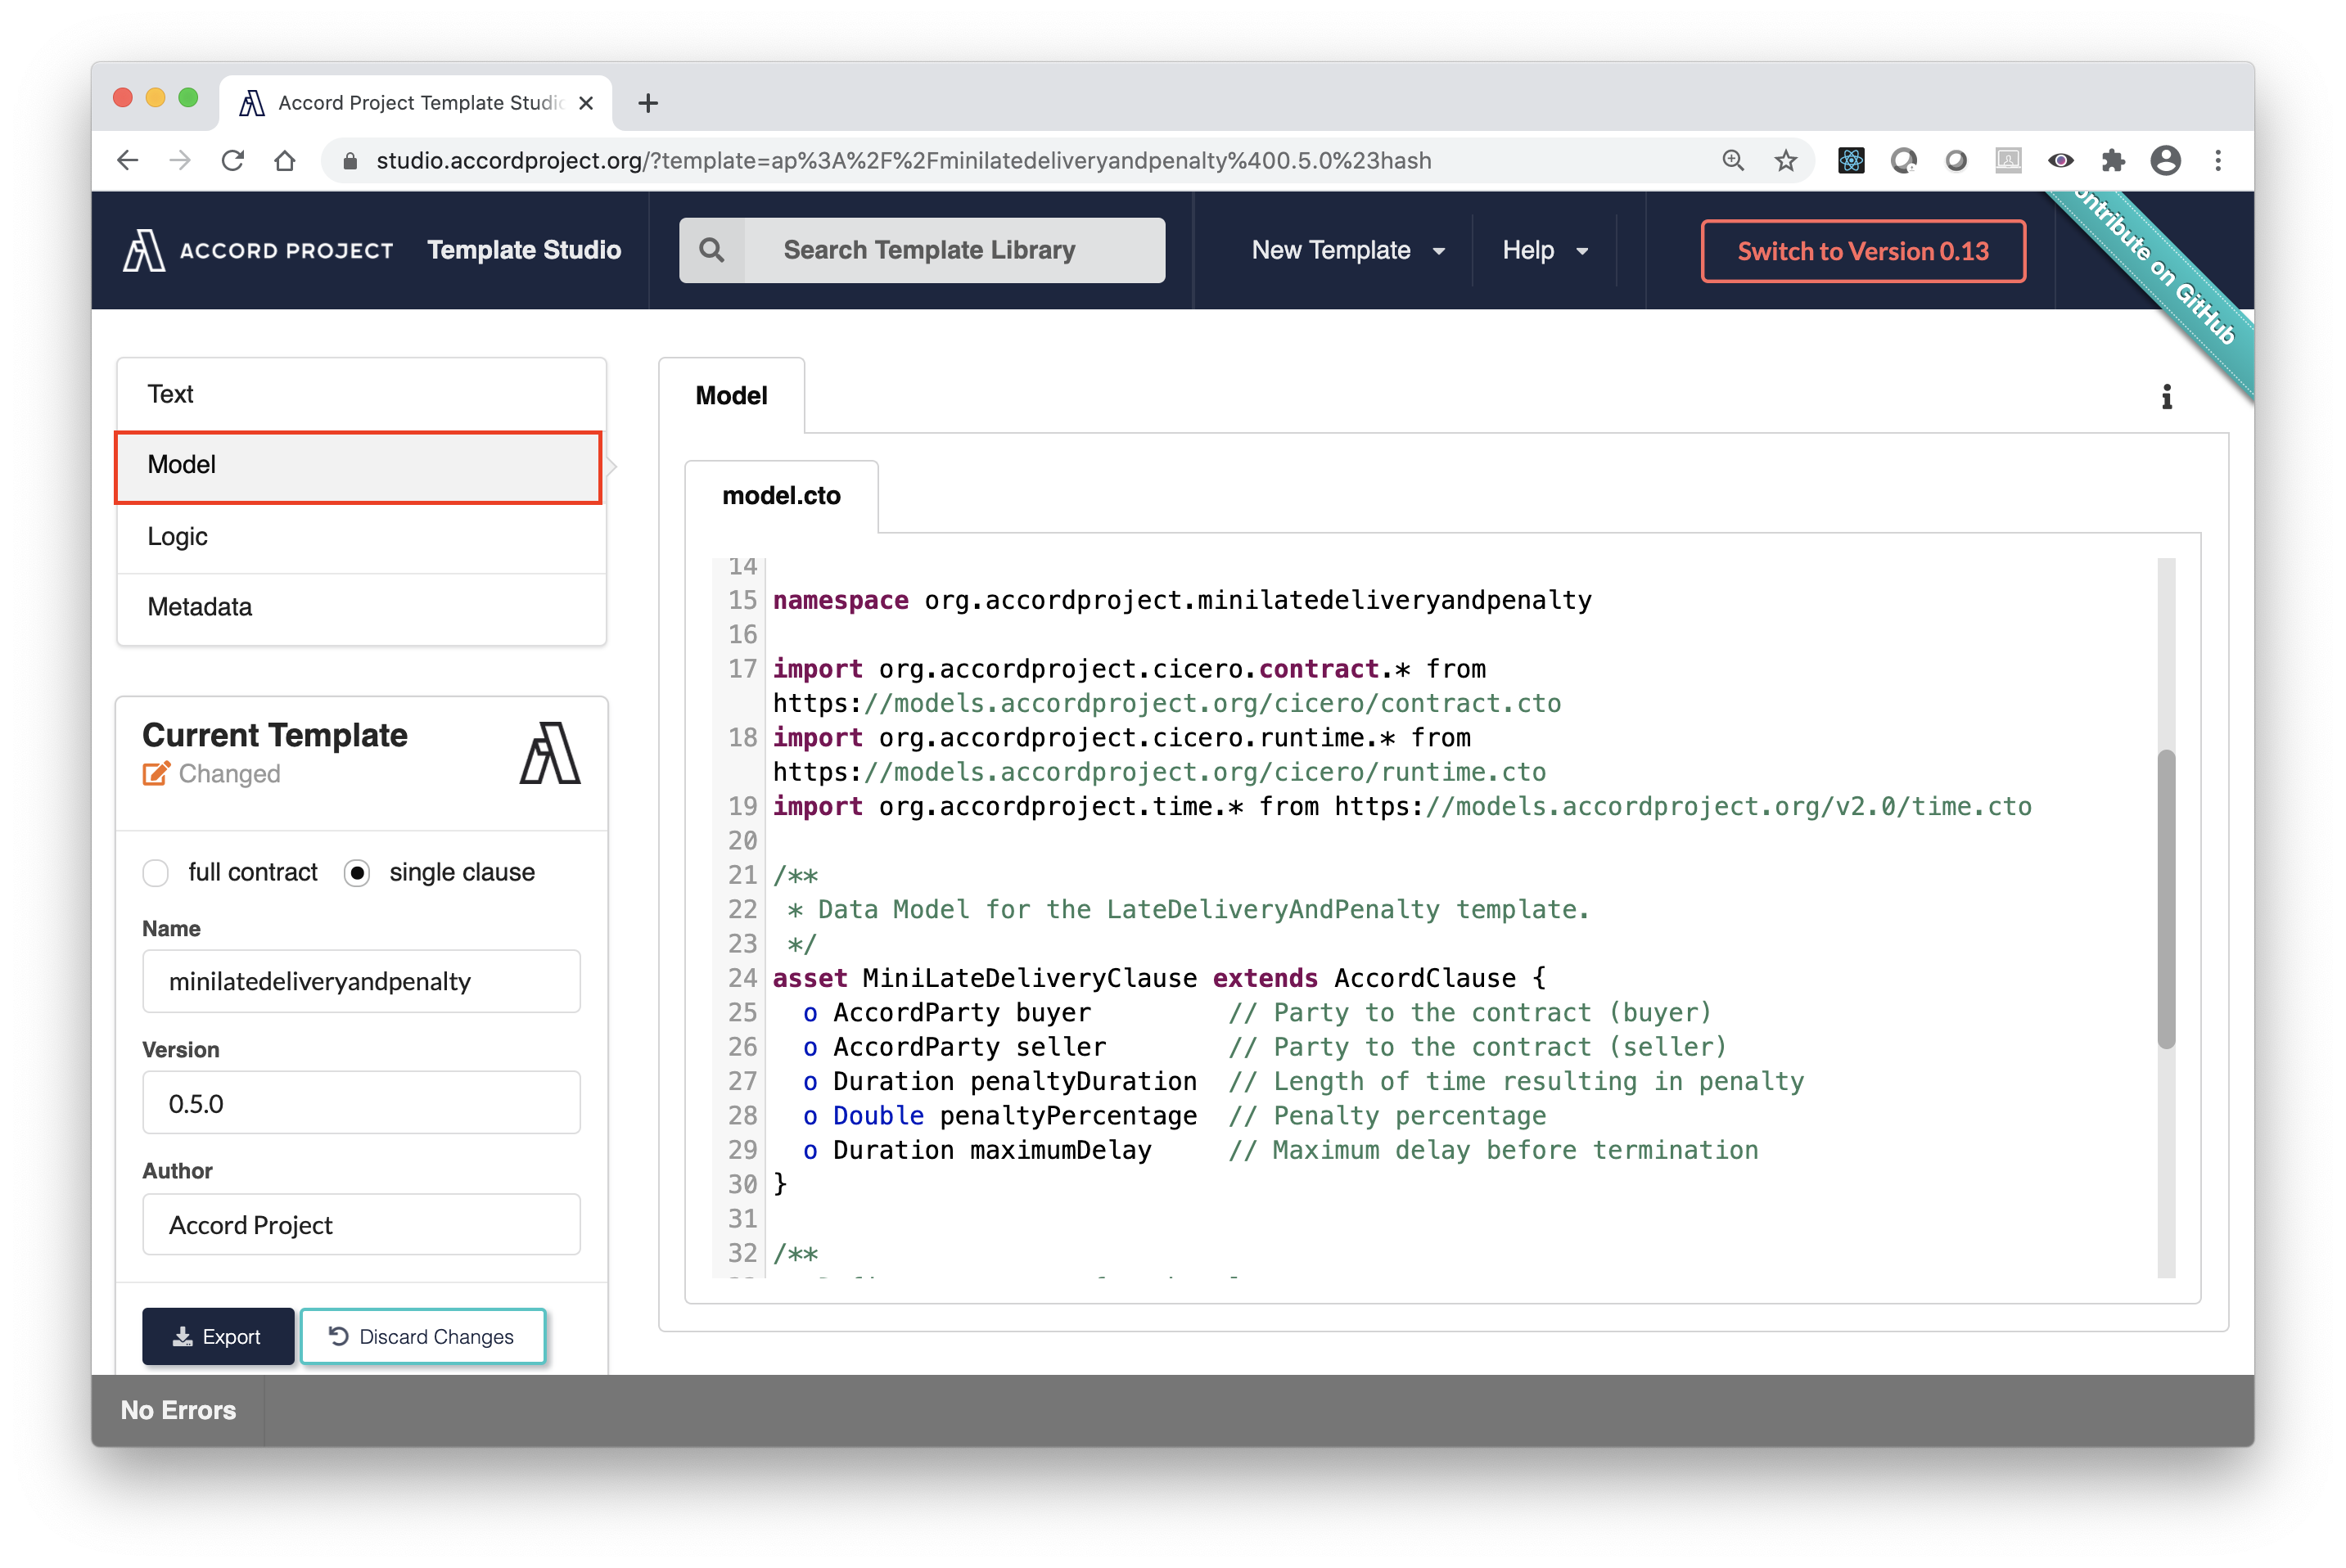 Accord Project Template Studio
studio.accordproject.org/?template=ap%3A%2F%2Fminilatedeliveryandpenalty%400.5.0%23hash
ACCORD PROJECT
Template Studio
Search Template Library
New Template
Help
Switch to Version 0.13
on GitHub
Text
Model
Logic
Metadata
Current Template
Changed
full contract
single clause
Name
minilatedeliveryandpenalty
Version
0.5.0
Author
Accord Project
Export
Discard Changes
Model
model.cto
14
15 namespace org.accordproject.minilatedeliveryandpenalty
16
17 import org.accordproject.cicero.contract.* from
https://models.accordproject.org/cicero/contract.cto
18 import org.accordproject.cicero.runtime.* from
https://models.accordproject.org/cicero/runtime.cto
19 import org.accordproject.time.* from https://models.accordproject.org/v2.0/time.cto
20
21 /**
22 * Data Model for the LateDeliveryAndPenalty template.
23 */
24 asset MiniLateDeliveryClause extends AccordClause {
25 o AccordParty buyer // Party to the contract (buyer)
26 o AccordParty seller // Party to the contract (seller)
27 o Duration penaltyDuration // Length of time resulting in penalty
28 o Double penaltyPercentage // Penalty percentage
29 o Duration maximumDelay // Maximum delay before termination
30 }
31
32 /**
No Errors